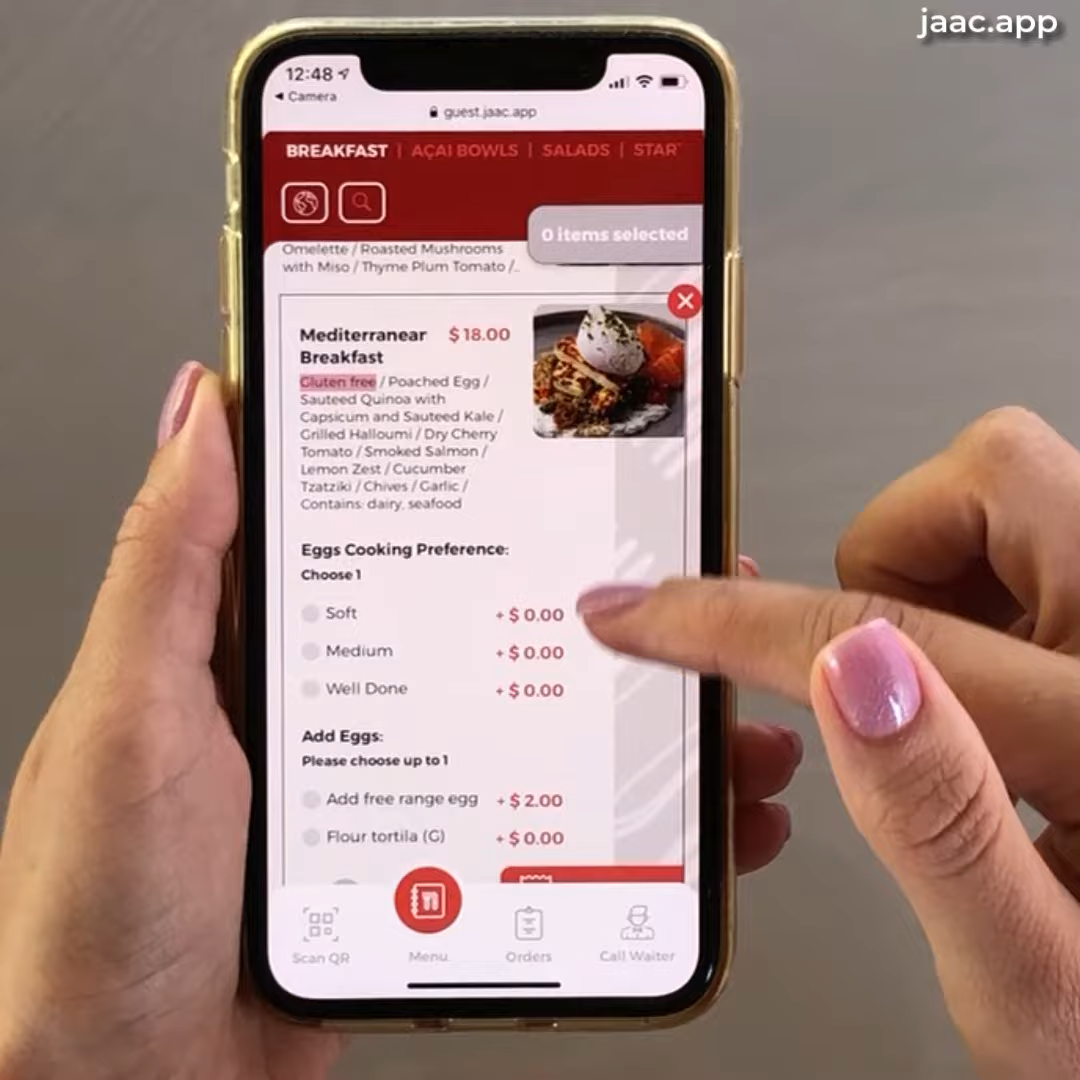 jaac.app
12:48
Camera
guest.jaac.app
BREAKFAST | AÇAI BOWLS | SALADS | STAR
0 items selected
Omelette / Roasted Mushrooms
with Miso / Thyme Plum Tomato /..
Mediterranear $ 18.00
Breakfast
Gluten free / Poached Egg /
Sauteed Quinoa with
Capsicum and Sauteed Kale /
Grilled Halloumi / Dry Cherry
Tomato / Smoked Salmon /
Lemon Zest / Cucumber
Tzatziki / Chives / Garlic /
Contains: dairy, seafood
Eggs Cooking Preference:
Choose 1
Soft + $ 0.00
Medium + $ 0.00
Well Done + $ 0.00
Add Eggs:
Please choose up to 1
Add free range egg + $ 2.00
Flour tortila (G) + $ 0.00
Scan QR Menu Orders Call Waiter